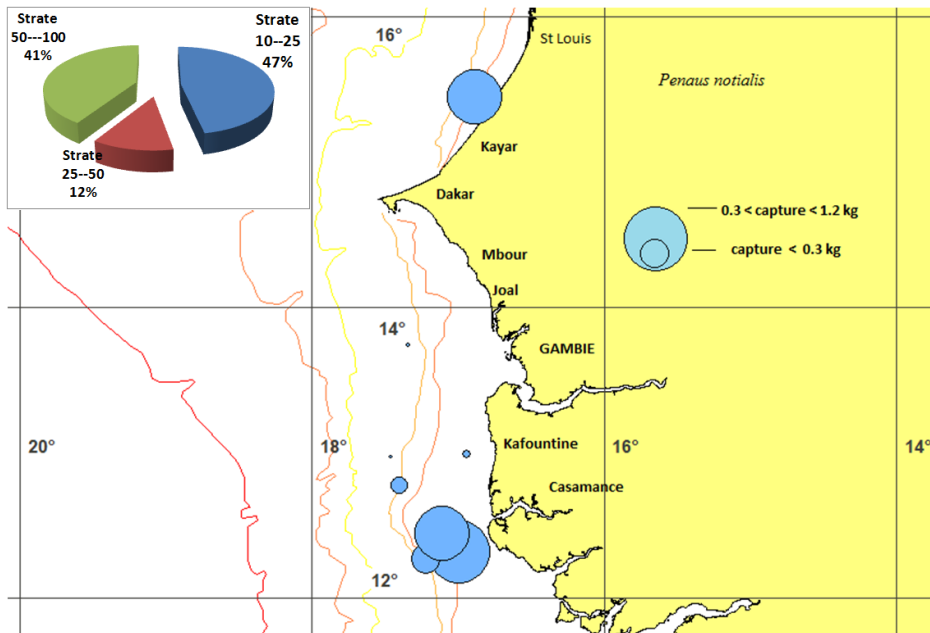 Strate
50---100
41%
Strate
10--25
47%
Strate
25--50
12%
16°
St Louis
Penaus notialis
Kayar
Dakar
0.3 < capture < 1.2 kg
capture < 0.3 kg
Mbour
Joal
14°
GAMBIE
20°
18°
Kafountine
16°
14°
Casamance
12°